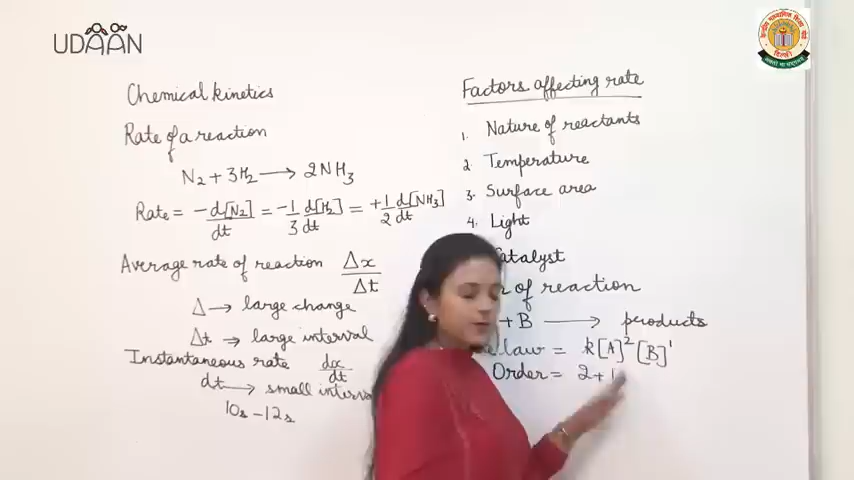 UDAAN
Chemical kinetics
Rate of a reaction
N₂ + 3H₂ → 2NH₃
Rate = -d[N₂]/dt = -1/3 d[H₂]/dt = +1/2 d[NH₃]/dt
Average rate of reaction Δx/Δt
Δ → large change
Δt → large interval
Instantaneous rate dx/dt
dt → small interva
10s - 12s
Factors affecting rate
1. Nature of reactants
2. Temperature
3. Surface area
4. Light
atalyst
of reaction
+ B → products
law = k[A]²[B]¹
Order = 2+1